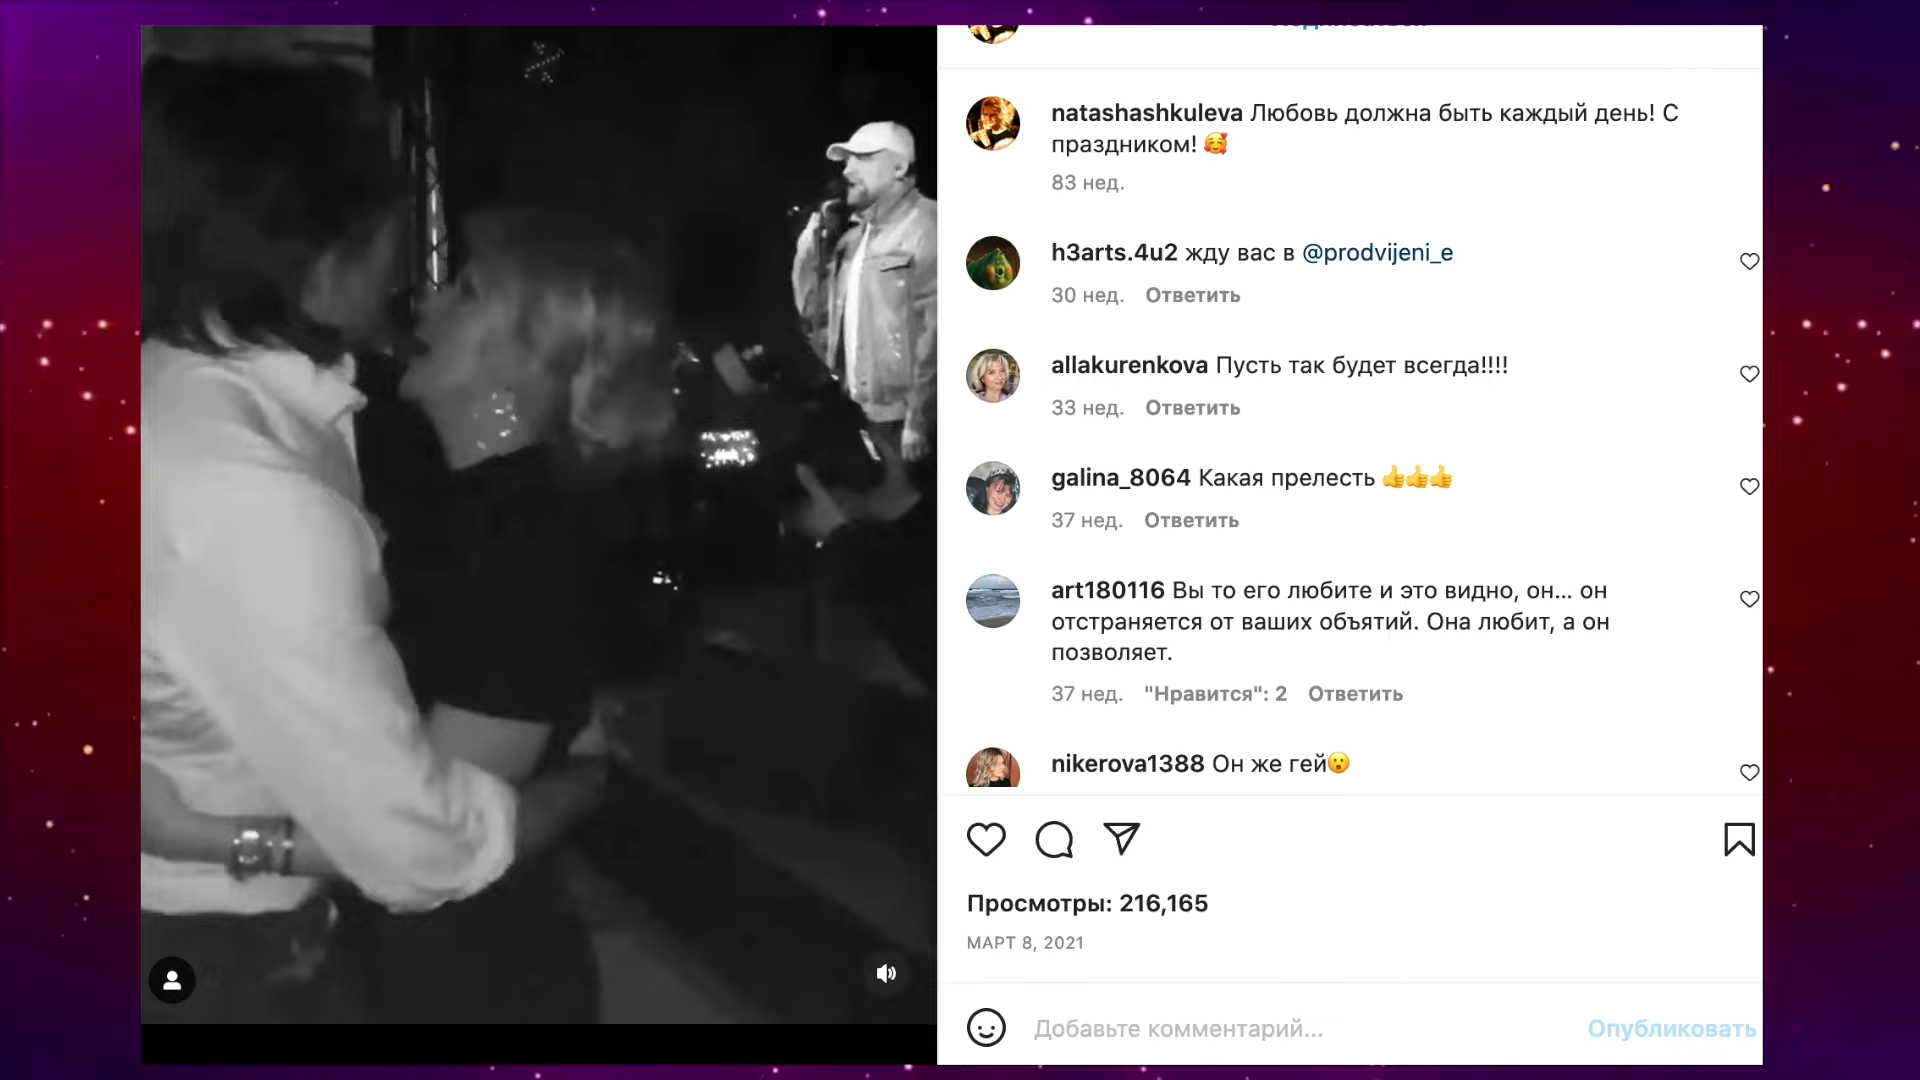 natashashkuleva Любовь должна быть каждый день! С
праздником! 🥰
83 нед.
h3arts.4u2 жду вас в @prodvijeni_e
30 нед. Ответить
allakurenkova Пусть так будет всегда!!!!
33 нед. Ответить
galina_8064 Какая прелесть 👍👍👍
37 нед. Ответить
art180116 Вы то его любите и это видно, он... он
отстраняется от ваших объятий. Она любит, а он
позволяет.
37 нед. "Нравится": 2 Ответить
nikerova1388 Он же гей😮
Просмотры: 216,165
МАРТ 8, 2021
Добавьте комментарий...
Опубликовать